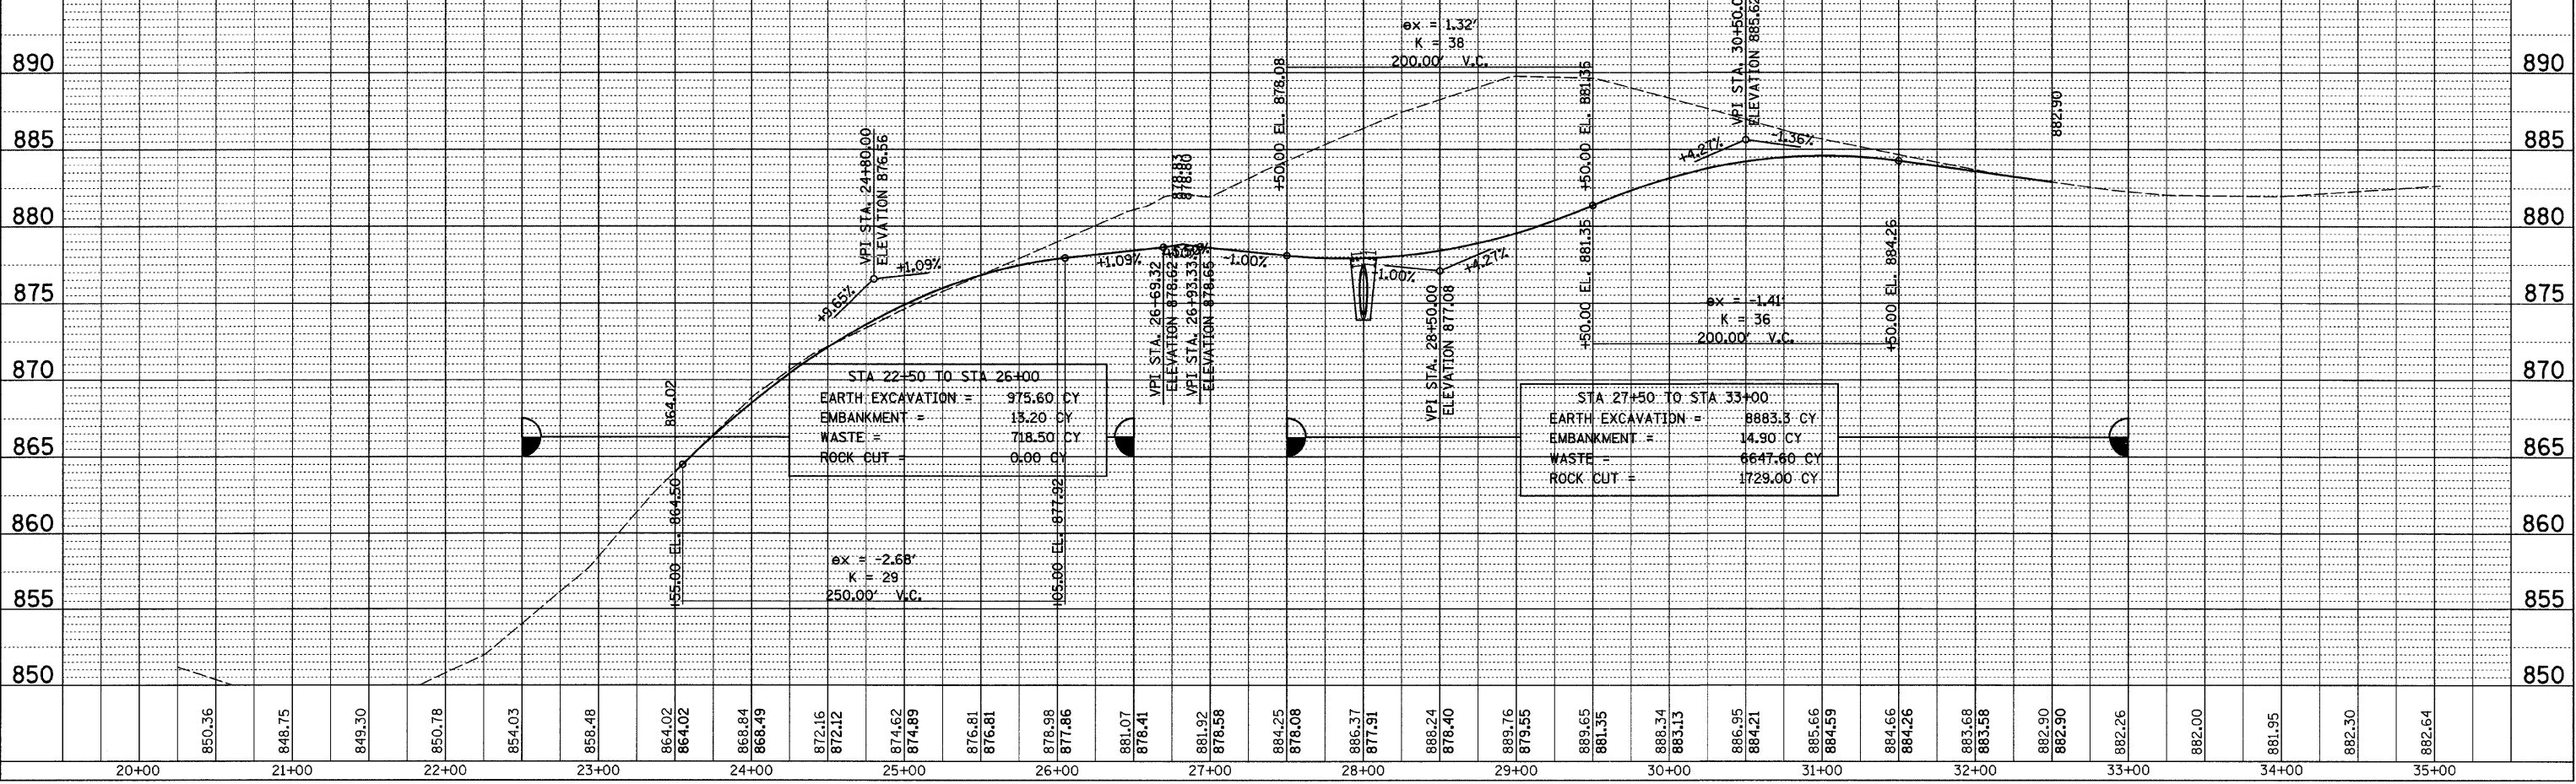 ex = 1.32'
K = 38
200.00' V.C.
+50.00 EL. 878.08
+50.00 EL. 881.35
VPI STA. 30+50.0
ELEVATION 885.62
+4.27%
-1.36%
882.90
890
890
885
885
880
880
875
875
870
870
865
865
860
860
855
855
850
850
VPI STA. 24+80.00
ELEVATION 876.56
+9.65%
+1.09%
878.83
878.80
+1.09%
-1.00%
VPI STA. 26+69.32
ELEVATION 878.62
VPI STA. 26+93.33
ELEVATION 878.65
-1.00%
+4.27%
VPI STA. 28+50.00
ELEVATION 877.08
+50.00 EL. 881.35
+50.00 EL. 884.26
ex = -1.41'
K = 36
200.00' V.C.
864.02
STA 22+50 TO STA 26+00
EARTH EXCAVATION = 975.60 CY
EMBANKMENT = 13.20 CY
WASTE = 718.50 CY
ROCK CUT = 0.00 CY
STA 27+50 TO STA 33+00
EARTH EXCAVATION = 8883.3 CY
EMBANKMENT = 14.90 CY
WASTE = 6647.60 CY
ROCK CUT = 1729.00 CY
+55.00 EL. 864.50
+05.00 EL. 877.92
ex = -2.68'
K = 29
250.00' V.C.
850.36
848.75
849.30
850.78
854.03
858.48
864.02
864.02
868.84
868.49
872.16
872.12
874.62
874.89
876.81
876.81
878.98
877.86
881.07
878.41
881.92
878.58
884.25
878.08
886.37
877.91
888.24
878.40
889.76
879.55
889.65
881.35
888.34
883.13
886.95
884.21
885.66
884.59
884.66
884.26
883.68
883.58
882.90
882.90
882.26
882.00
881.95
882.30
882.64
20+00 21+00 22+00 23+00 24+00 25+00 26+00 27+00 28+00 29+00 30+00 31+00 32+00 33+00 34+00 35+00